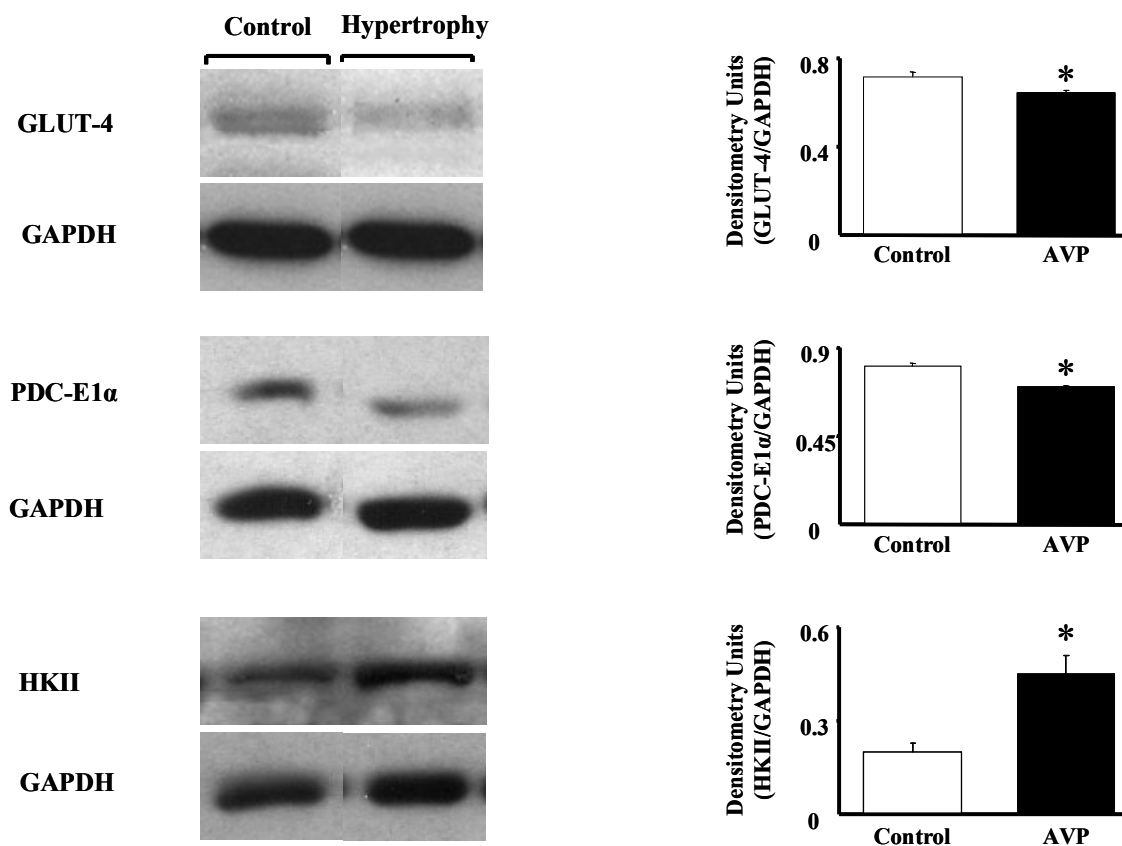 Control Hypertrophy
GLUT-4
GAPDH
PDC-E1α
GAPDH
HKII
GAPDH
Densitometry Units
(GLUT-4/GAPDH)
0.8
0.4
0
Control AVP
*
Densitometry Units
(PDC-E1α/GAPDH)
0.9
0.45
0
Control AVP
*
Densitometry Units
(HKII/GAPDH)
0.6
0.3
0
Control AVP
*